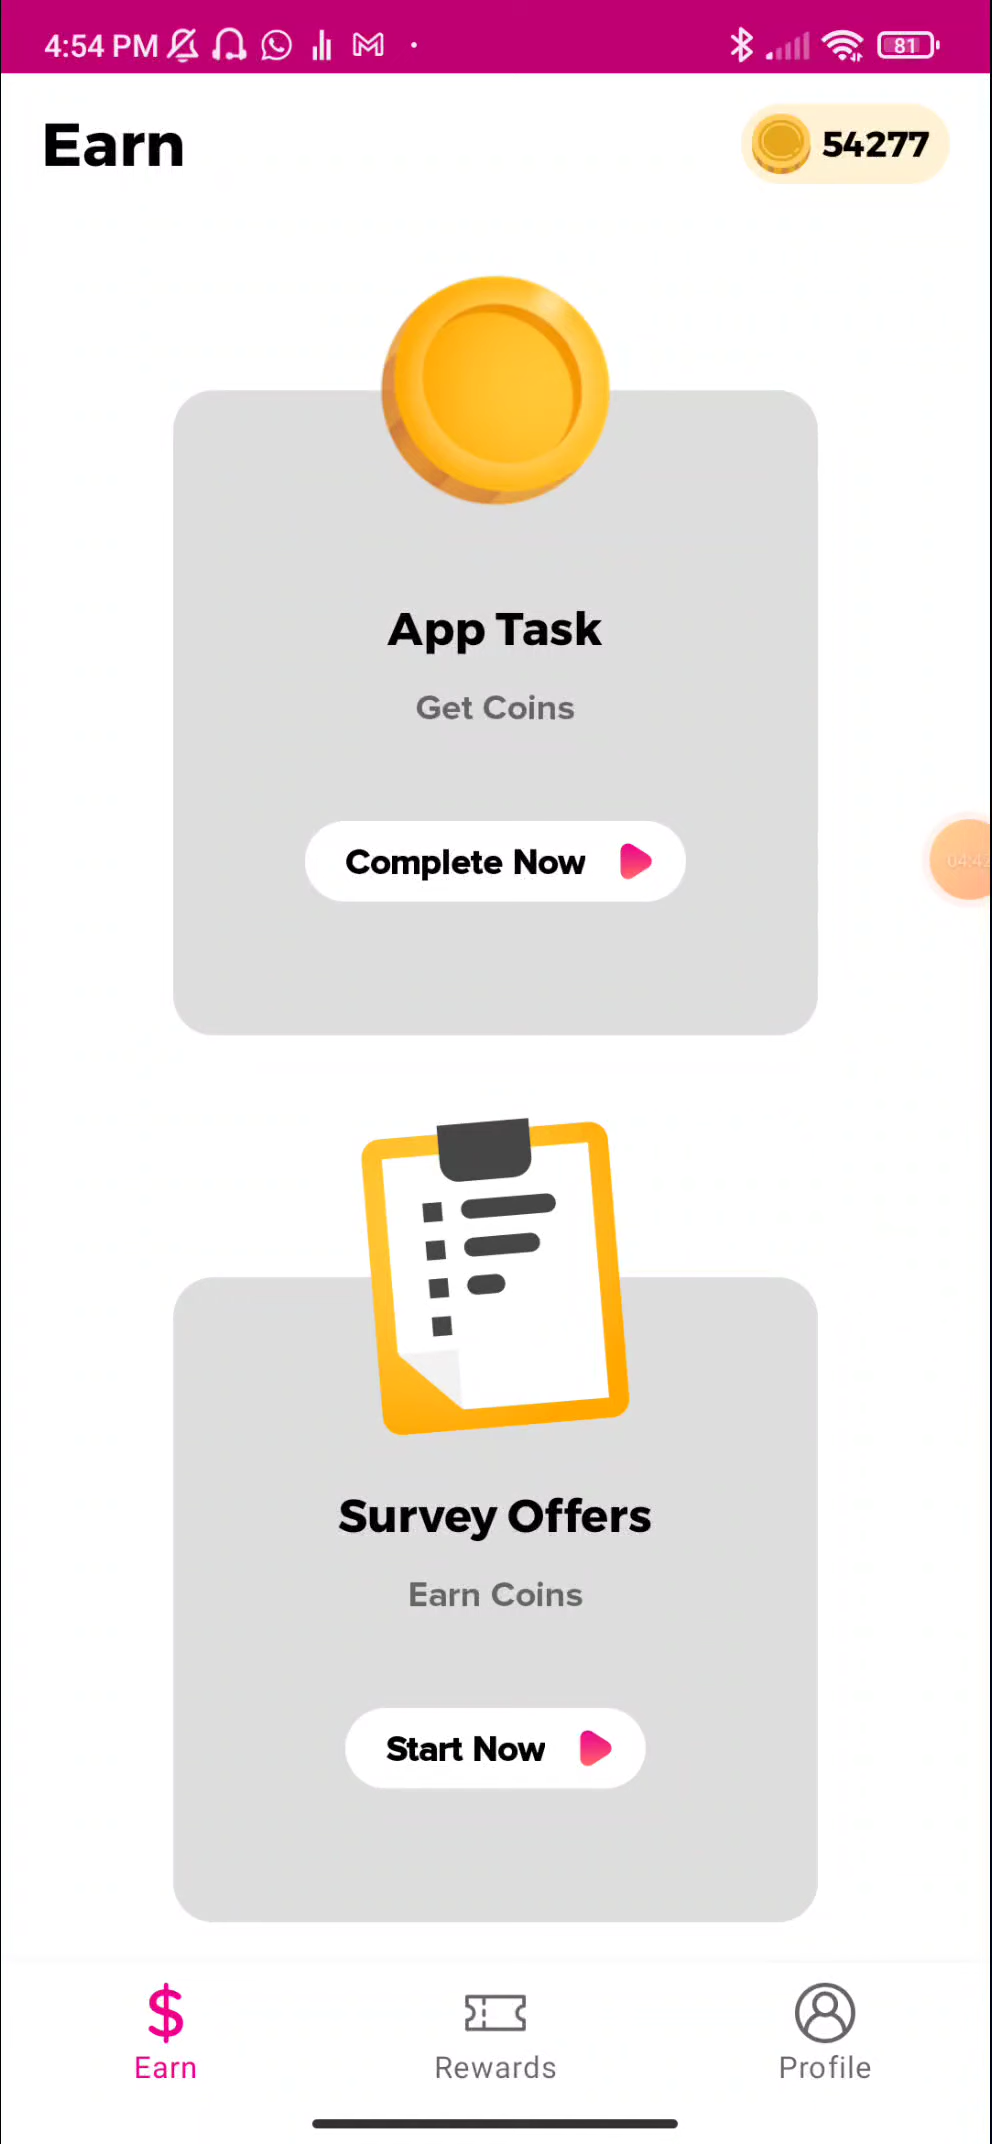 4:54 PM
81
Earn
54277
App Task
Get Coins
Complete Now
Survey Offers
Earn Coins
Start Now
Earn
Rewards
Profile